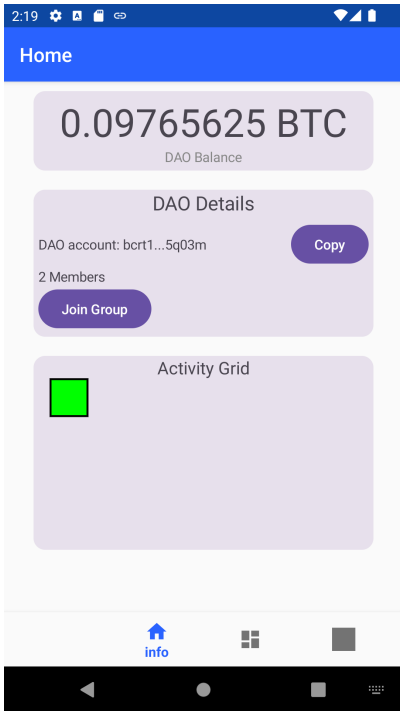 2:19
Home
0.09765625 BTC
DAO Balance
DAO Details
DAO account: bcrt1...5q03m
Copy
2 Members
Join Group
Activity Grid
info